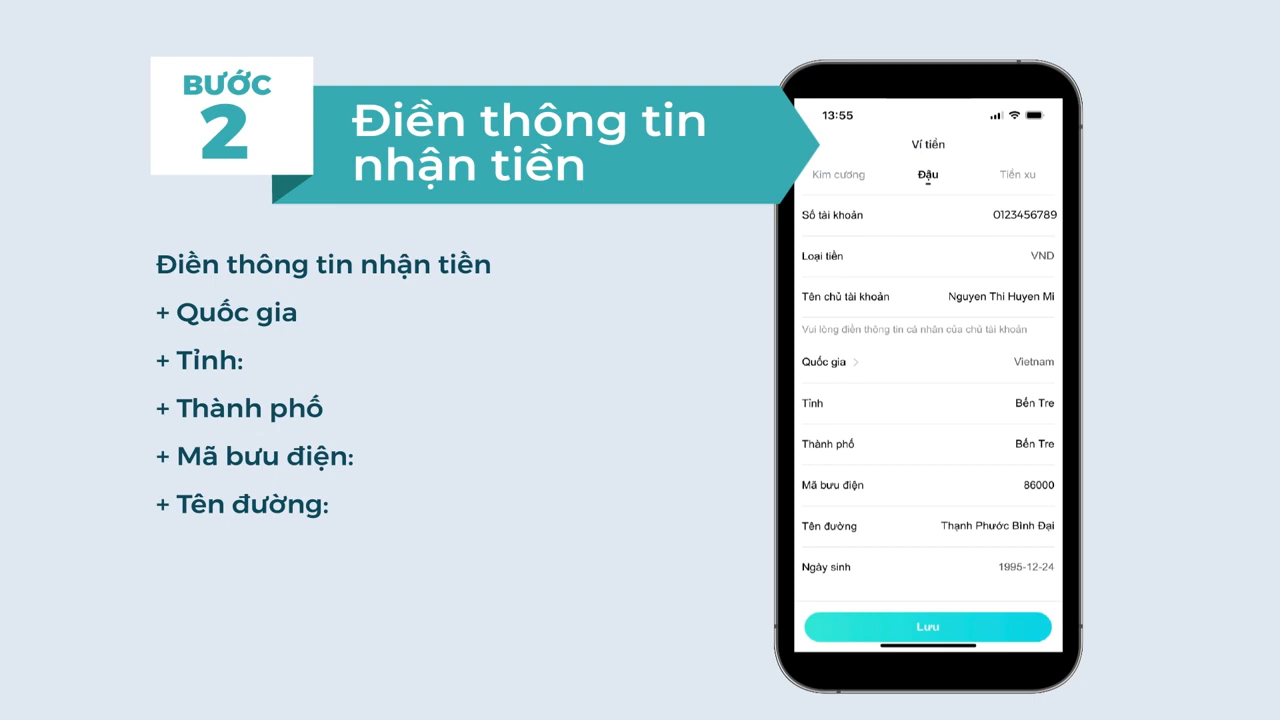 BƯỚC
2
Điền thông tin
nhận tiền
Điền thông tin nhận tiền
+ Quốc gia
+ Tỉnh:
+ Thành phố
+ Mã bưu điện:
+ Tên đường:
13:55
Ví tiền
Kim cương Đậu Tiền xu
Số tài khoản 0123456789
Loại tiền VND
Tên chủ tài khoản Nguyen Thi Huyen Mi
Vui lòng điền thông tin cá nhân của chủ tài khoản
Quốc gia > Vietnam
Tỉnh Bến Tre
Thành phố Bến Tre
Mã bưu điện 86000
Tên đường Thạnh Phước Bình Đại
Ngày sinh 1995-12-24
Lưu